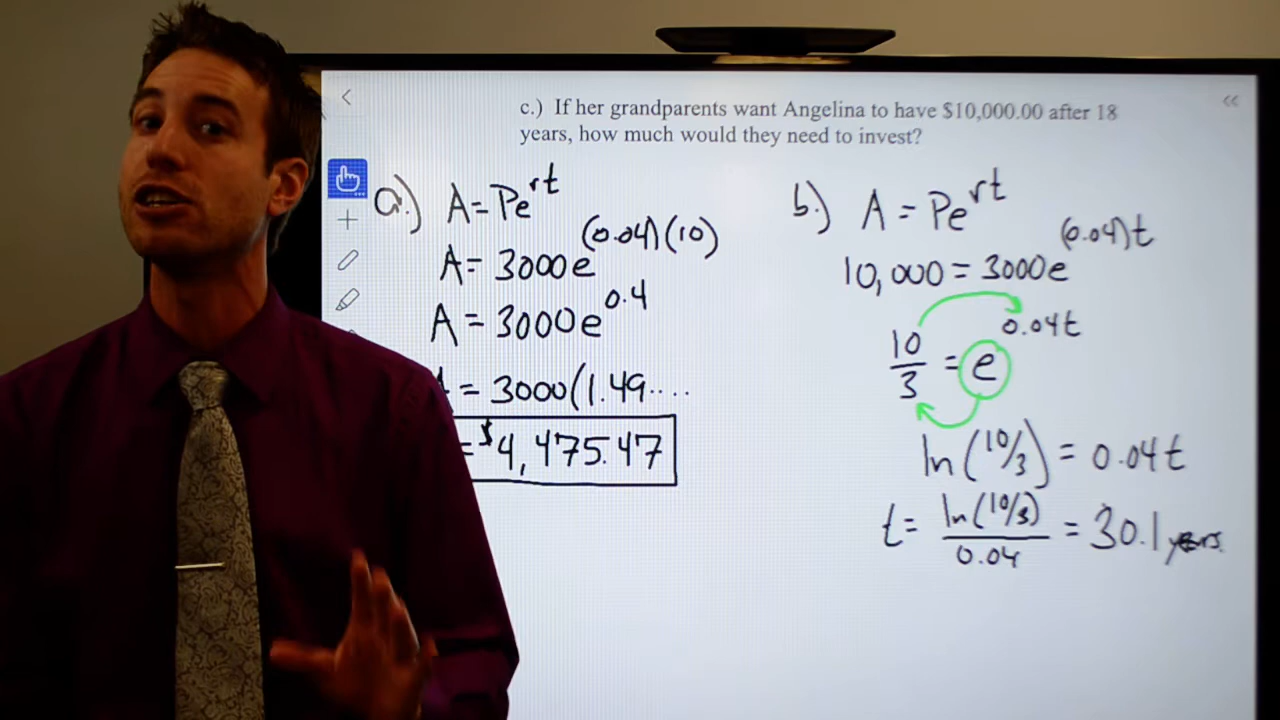 c.) If her grandparents want Angelina to have $10,000.00 after 18
years, how much would they need to invest?
a.) A = Pe^rt
A = 3000e^(0.04)(10)
A = 3000e^0.4
= 3000(1.49....
= $4,475.47
b.) A = Pe^rt
10,000 = 3000e^(0.04)t
10/3 = e^0.04t
ln(10/3) = 0.04t
t = ln(10/3)/0.04 = 30.1 years.